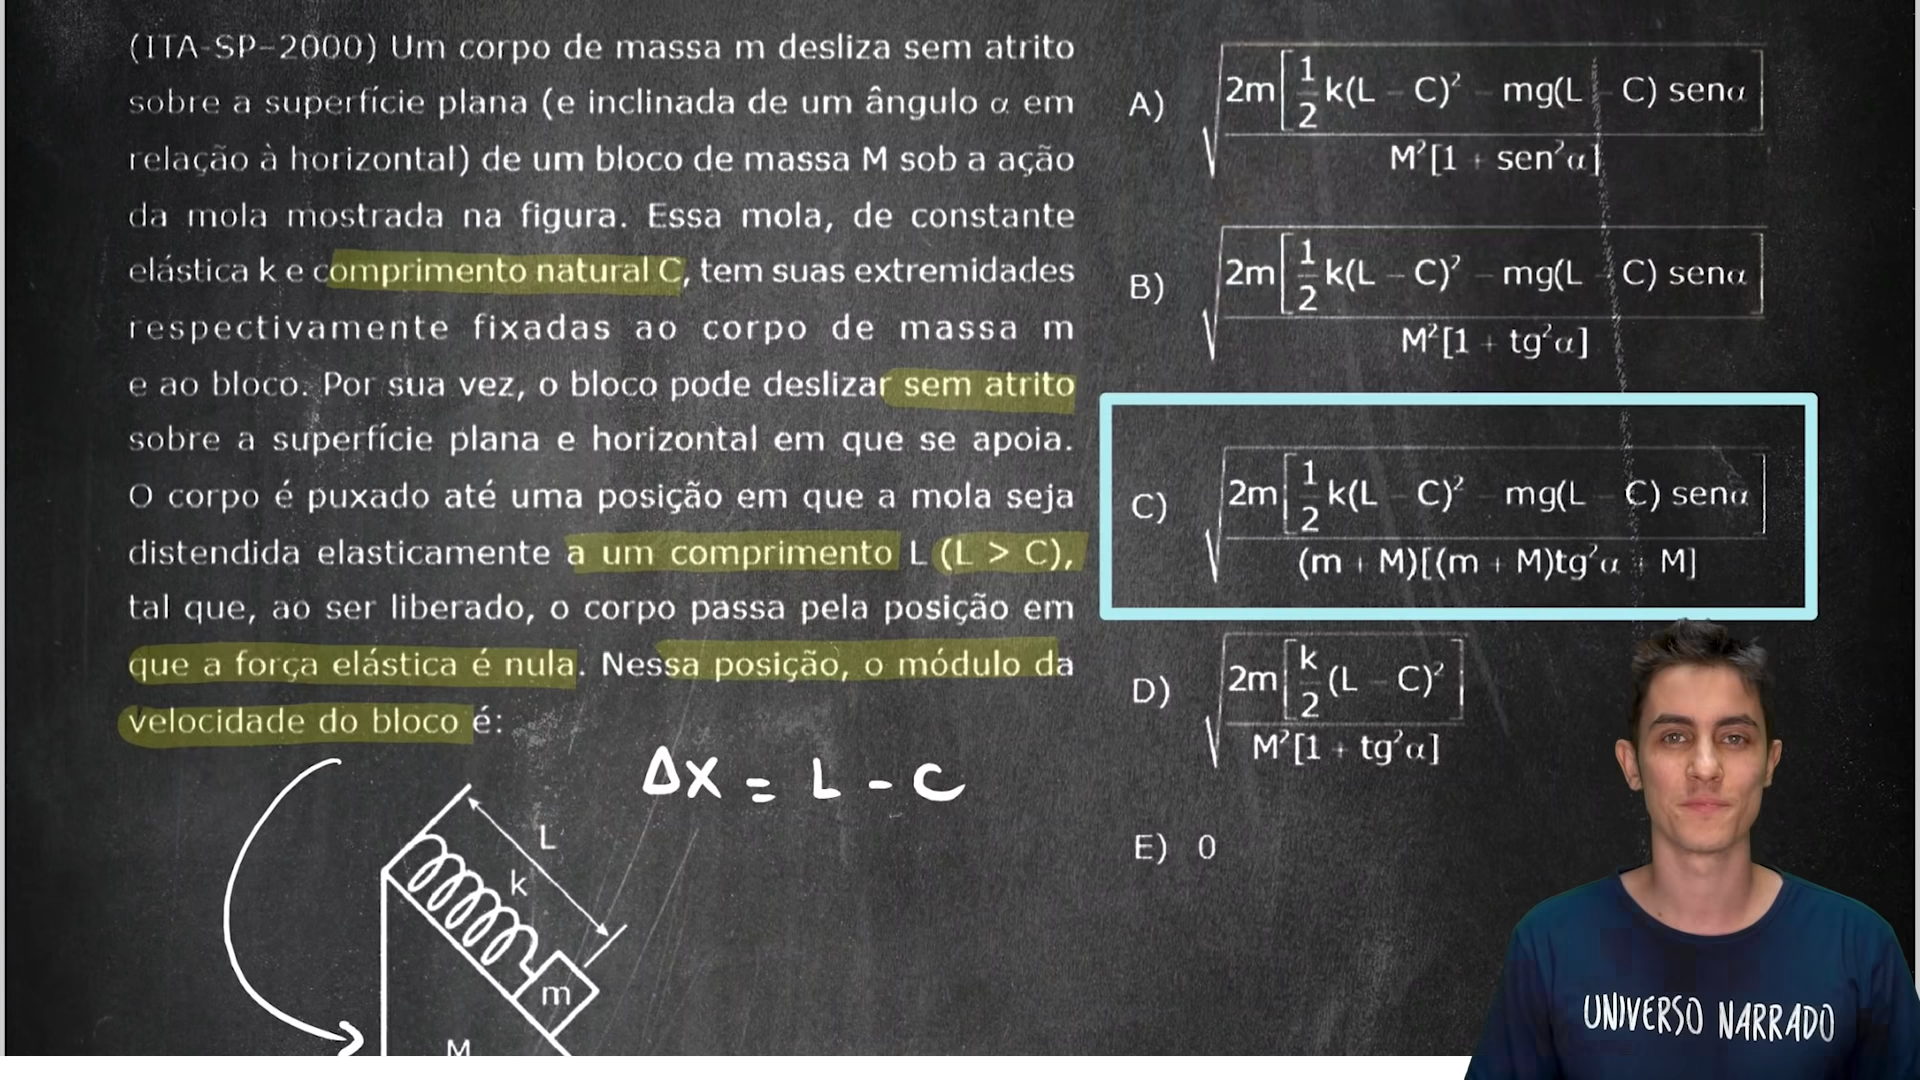 (ITA-SP–2000) Um corpo de massa m desliza sem atrito
sobre a superfície plana (e inclinada de um ângulo α em
relação à horizontal) de um bloco de massa M sob a ação
da mola mostrada na figura. Essa mola, de constante
elástica k e comprimento natural C, tem suas extremidades
respectivamente fixadas ao corpo de massa m
e ao bloco. Por sua vez, o bloco pode deslizar sem atrito
sobre a superfície plana e horizontal em que se apoia.
O corpo é puxado até uma posição em que a mola seja
distendida elasticamente a um comprimento L (L > C),
tal que, ao ser liberado, o corpo passa pela posição em
que a força elástica é nula. Nessa posição, o módulo da
velocidade do bloco é:
Δx = L - C
L
k
m
M
A) √ 2m[1/2 k(L – C)² – mg(L – C) senα]
M²[1 + sen²α]
B) √ 2m[1/2 k(L – C)² – mg(L – C) senα]
M²[1 + tg²α]
C) √ 2m[1/2 k(L – C)² – mg(L – C) senα]
(m + M)[(m + M)tg²α + M]
D) √ 2m[k/2 (L – C)²]
M²[1 + tg²α]
E) 0
UNIVERSO NARRADO